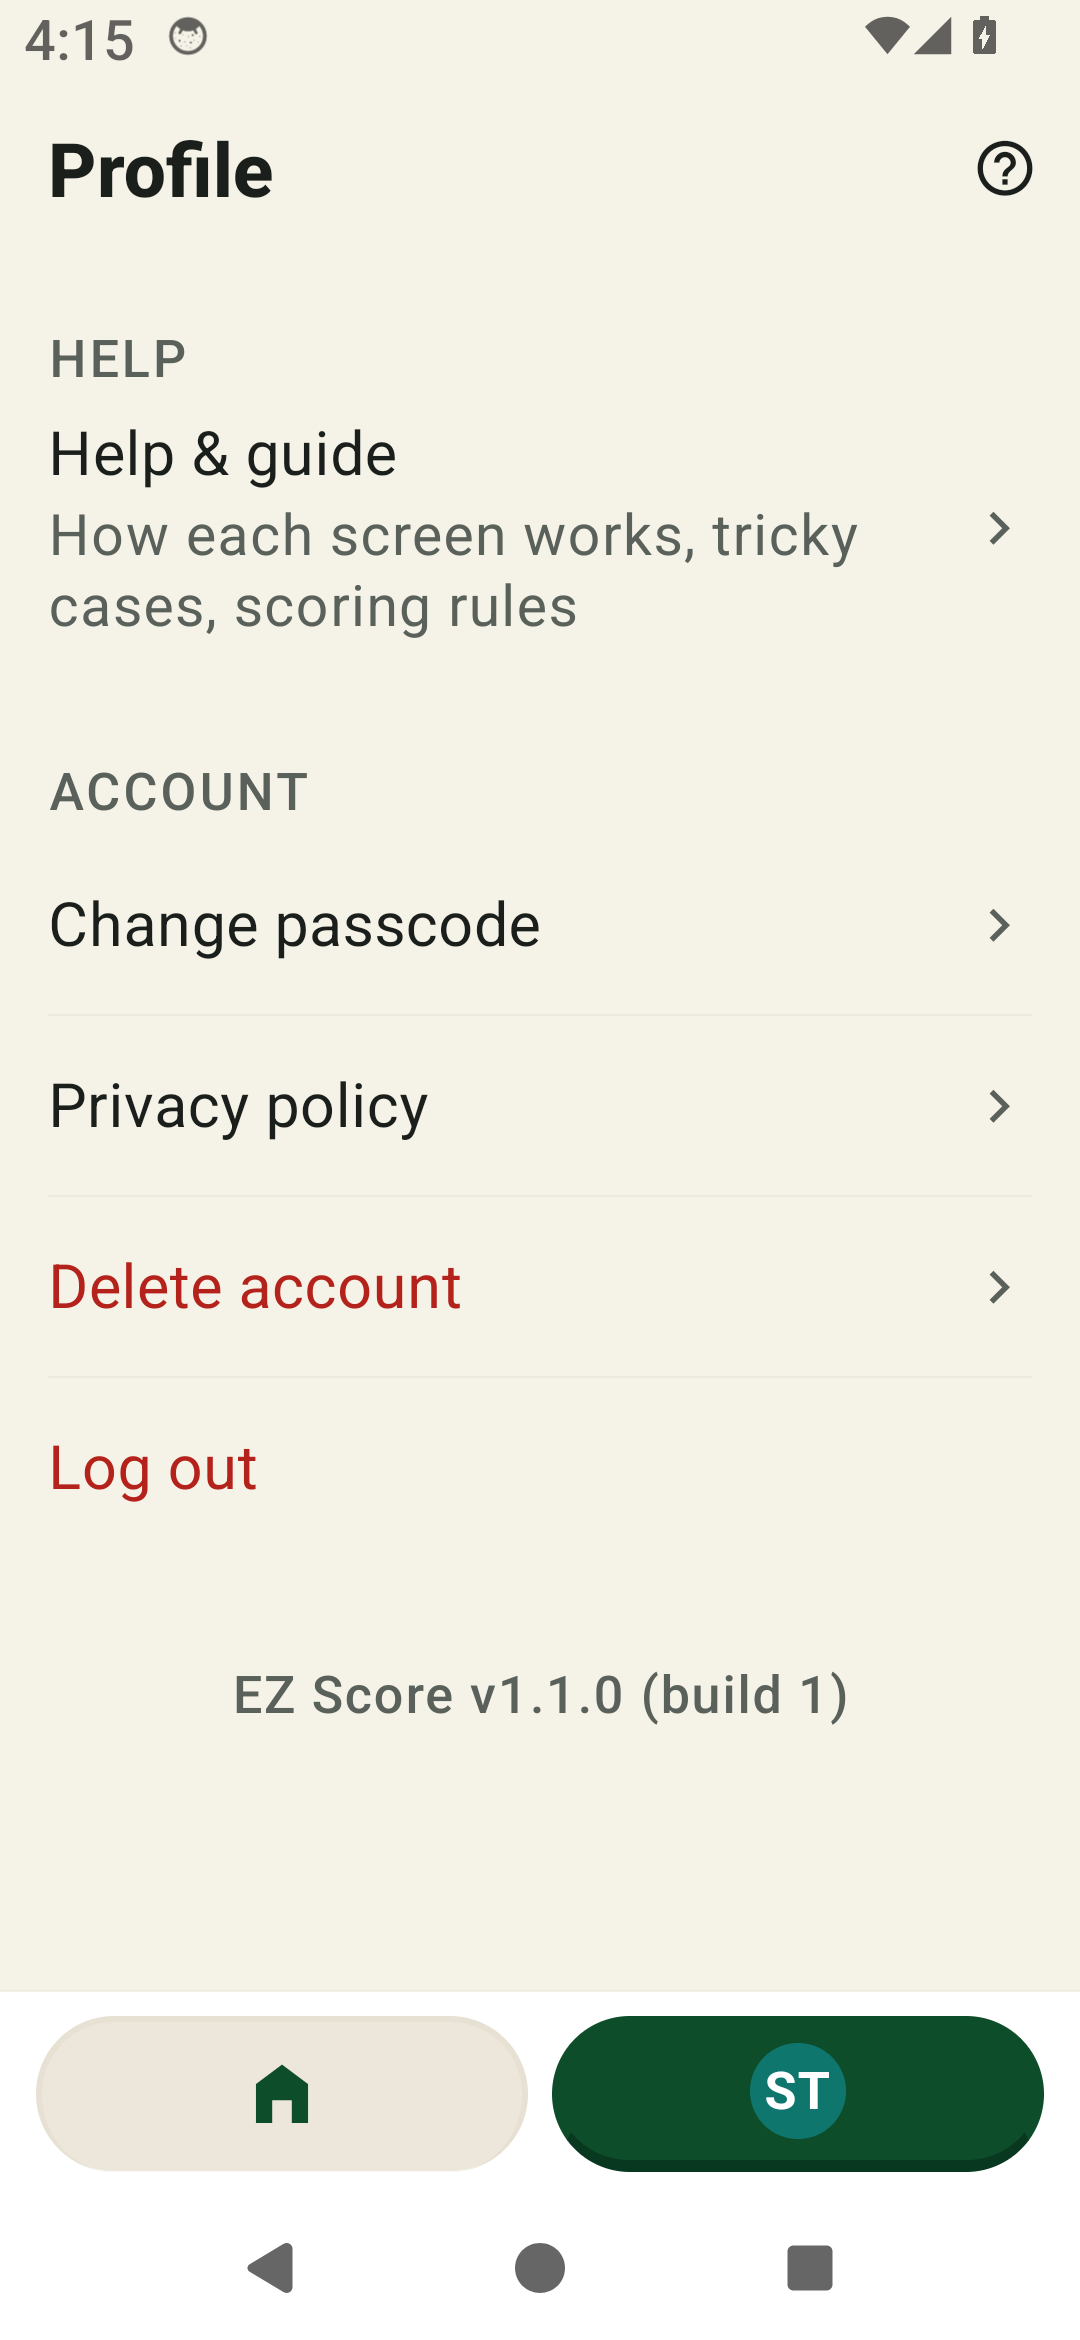 4:15
Profile
HELP
Help & guide
How each screen works, tricky
cases, scoring rules
ACCOUNT
Change passcode
Privacy policy
Delete account
Log out
EZ Score v1.1.0 (build 1)
ST